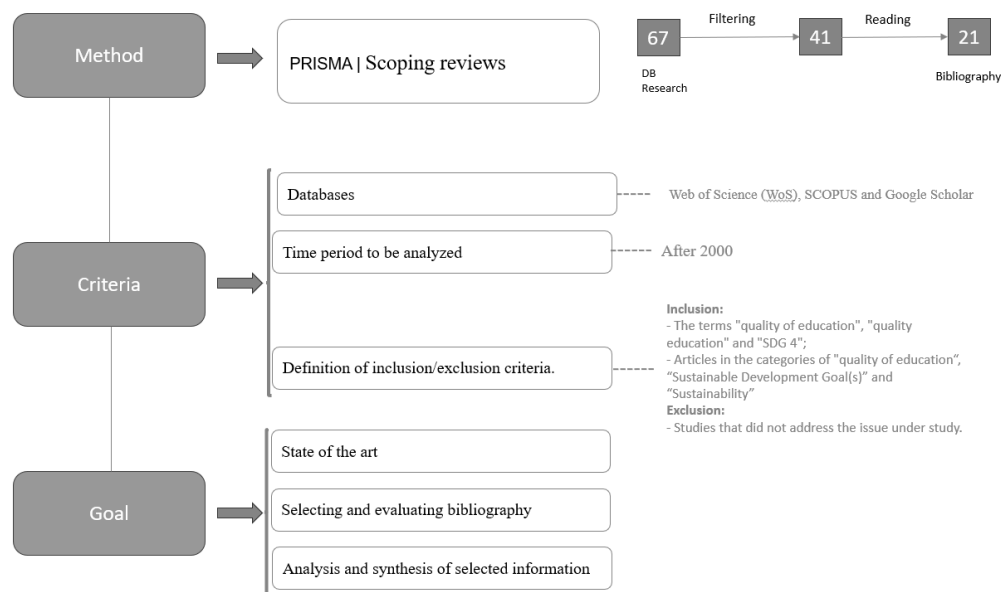 Method
PRISMA | Scoping reviews
Filtering
Reading
67
41
21
DB
Research
Bibliography
Criteria
Databases
Web of Science (WoS), SCOPUS and Google Scholar
Time period to be analyzed
After 2000
Definition of inclusion/exclusion criteria.
Inclusion:
- The terms "quality of education", "quality
education" and "SDG 4";
- Articles in the categories of "quality of education”,
“Sustainable Development Goal(s)” and
“Sustainability”
Exclusion:
- Studies that did not address the issue under study.
Goal
State of the art
Selecting and evaluating bibliography
Analysis and synthesis of selected information